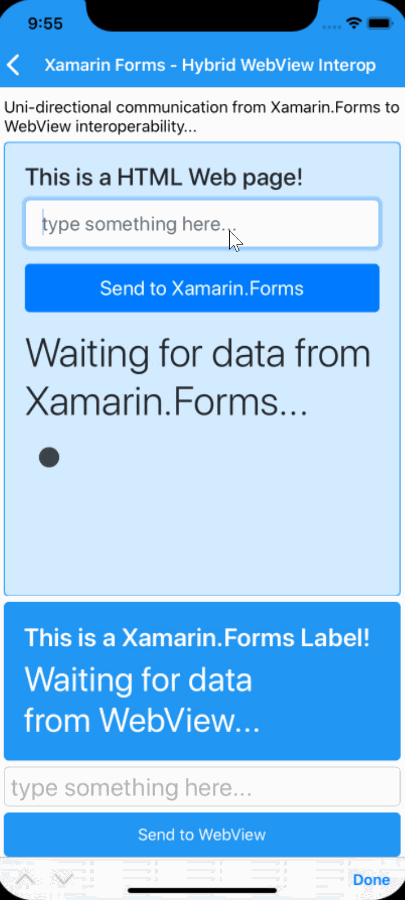 9:55
Xamarin Forms - Hybrid WebView Interop
Uni-directional communication from Xamarin.Forms to
WebView interoperability...
This is a HTML Web page!
type something here...
Send to Xamarin.Forms
Waiting for data from
Xamarin.Forms...
This is a Xamarin.Forms Label!
Waiting for data
from WebView...
type something here...
Send to WebView
Done